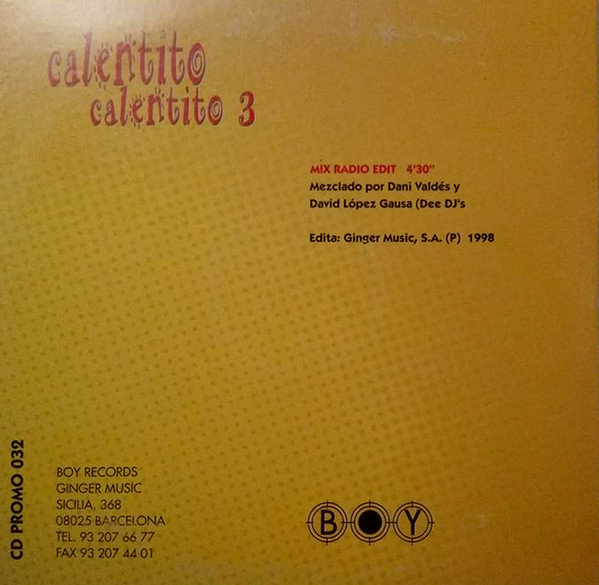 calentito
calentito 3
MIX RADIO EDIT 4'30"
Mezclado por Dani Valdés y
David López Gausa (Dee DJ's
Edita: Ginger Music, S.A. (P) 1998
CD PROMO 032
BOY RECORDS
GINGER MUSIC
SICILIA, 368
08025 BARCELONA
TEL. 93 207 66 77
FAX 93 207 44 01
BOY